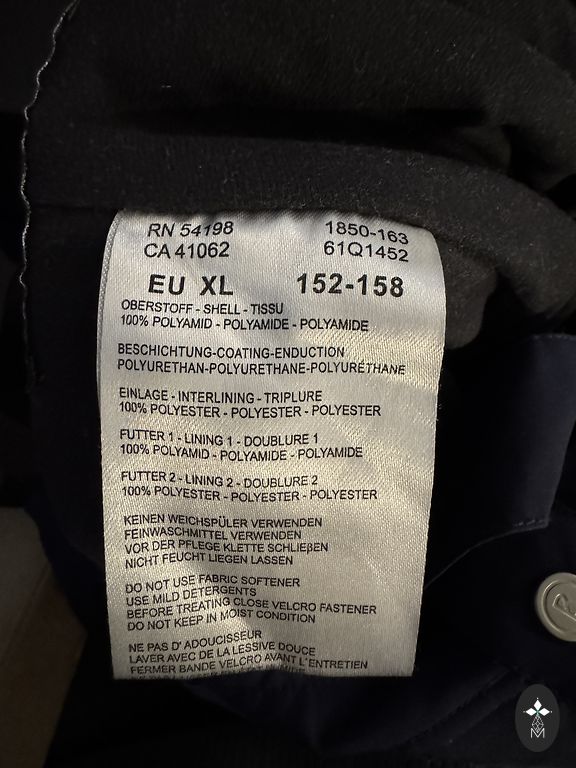 RN 54198 1850-163
CA 41062 61Q1452
EU XL 152-158
OBERSTOFF - SHELL - TISSU
100% POLYAMID - POLYAMIDE - POLYAMIDE
BESCHICHTUNG-COATING-ENDUCTION
POLYURETHAN-POLYURETHANE-POLYURÉTHANE
EINLAGE - INTERLINING - TRIPLURE
100% POLYESTER - POLYESTER - POLYESTER
FUTTER 1 - LINING 1 - DOUBLURE 1
100% POLYAMID - POLYAMIDE - POLYAMIDE
FUTTER 2 - LINING 2 - DOUBLURE 2
100% POLYESTER - POLYESTER - POLYESTER
KEINEN WEICHSPÜLER VERWENDEN
FEINWASCHMITTEL VERWENDEN
VOR DER PFLEGE KLETTE SCHLIEßEN
NICHT FEUCHT LIEGEN LASSEN
DO NOT USE FABRIC SOFTENER
USE MILD DETERGENTS
BEFORE TREATING CLOSE VELCRO FASTENER
DO NOT KEEP IN MOIST CONDITION
NE PAS D'ADOUCISSEUR
LAVER AVEC DE LA LESSIVE DOUCE
FERMER BANDE VELCRO AVANT L'ENTRETIEN